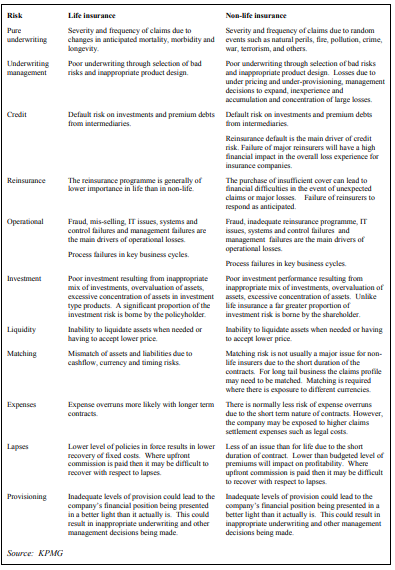 Risk Life insurance Non-life insurance
Pure underwriting
Severity and frequency of claims due to
changes in anticipated mortality, morbidity and
longevity.
Severity and frequency of claims due to random
events such as natural perils, fire, pollution, crime,
war, terrorism, and others.
Underwriting management
Poor underwriting through selection of bad
risks and inappropriate product design.
Poor underwriting through selection of bad risks
and inappropriate product design. Losses due to
under pricing and under-provisioning, management
decisions to expand, inexperience and
accumulation and concentration of large losses.
Credit
Default risk on investments and premium debts
from intermediaries.
Default risk on investments and premium debts
from intermediaries.
Reinsurance default is the main driver of credit
risk. Failure of major reinsurers will have a high
financial impact in the overall loss experience for
insurance companies.
Reinsurance
The reinsurance programme is generally of
lower importance in life than in non-life.
The purchase of insufficient cover can lead to
financial difficulties in the event of unexpected
claims or major losses. Failure of reinsurers to
respond as anticipated.
Operational
Fraud, mis-selling, IT issues, systems and
control failures and management failures are
the main drivers of operational losses.
Process failures in key business cycles.
Fraud, inadequate reinsurance programme, IT
issues, systems and control failures and
management failures are the main drivers of
operational losses.
Process failures in key business cycles.
Investment
Poor investment resulting from inappropriate
mix of investments, overvaluation of assets,
excessive concentration of assets in investment
type products. A significant proportion of the
investment risk is borne by the policyholder.
Poor investment performance resulting from
inappropriate mix of investments, overvaluation of
assets, excessive concentration of assets. Unlike
life insurance a far greater proportion of
investment risk is borne by the shareholder.
Liquidity
Inability to liquidate assets when needed or
having to accept lower price.
Inability to liquidate assets when needed or having
to accept lower price.
Matching
Mismatch of assets and liabilities due to
cashflow, currency and timing risks.
Matching risk is not usually a major issue for non-
life insurers due to the short duration of the
contracts. For long tail business the claims profile
may need to be matched. Matching is required
where there is exposure to different currencies.
Expenses
Expense overruns more likely with longer term
contracts.
There is normally less risk of expense overruns
due to the short term nature of contracts. However,
the company may be exposed to higher claims
settlement expenses such as legal costs.
Lapses
Lower level of policies in force results in lower
recovery of fixed costs. Where upfront
commission is paid then it may be difficult to
recover with respect to lapses.
Less of an issue than for life due to the short
duration of contract. Lower than budgeted level of
premiums will impact on profitability. Where
upfront commission is paid then it may be difficult
to recover with respect to lapses.
Provisioning
Inadequate levels of provision could lead to the
company's financial position being presented in
a better light than it actually is. This could
result in inappropriate underwriting and other
management decisions being made.
Inadequate levels of provision could lead to the
company's financial position being presented in a
better light than it actually is. This could result in
inappropriate underwriting and other management
decisions being made.
Source: KPMG